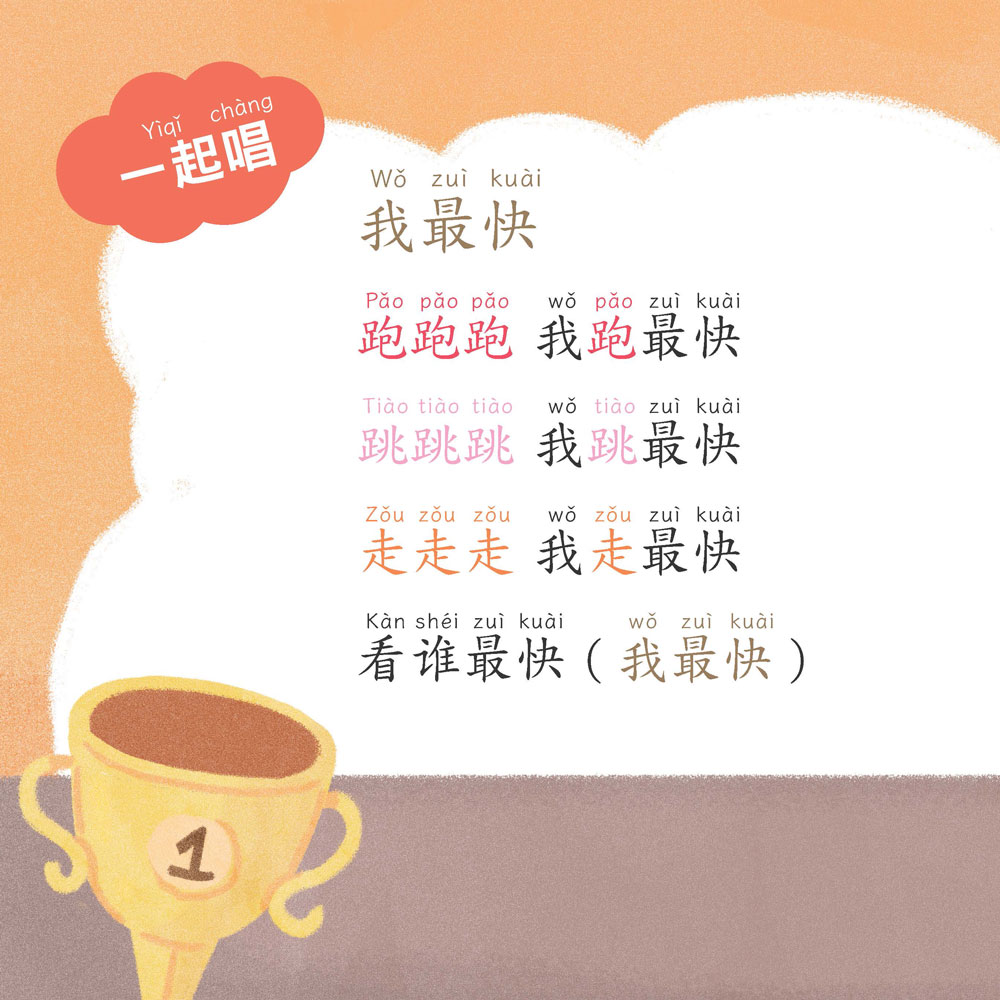 Yìqǐ chàng
一起唱
Wǒ zuì kuài
我最快
Pǎo pǎo pǎo wǒ pǎo zuì kuài
跑跑跑 我跑最快
Tiào tiào tiào wǒ tiào zuì kuài
跳跳跳 我跳最快
Zǒu zǒu zǒu wǒ zǒu zuì kuài
走走走 我走最快
Kàn shéi zuì kuài wǒ zuì kuài
看谁最快(我最快)
1